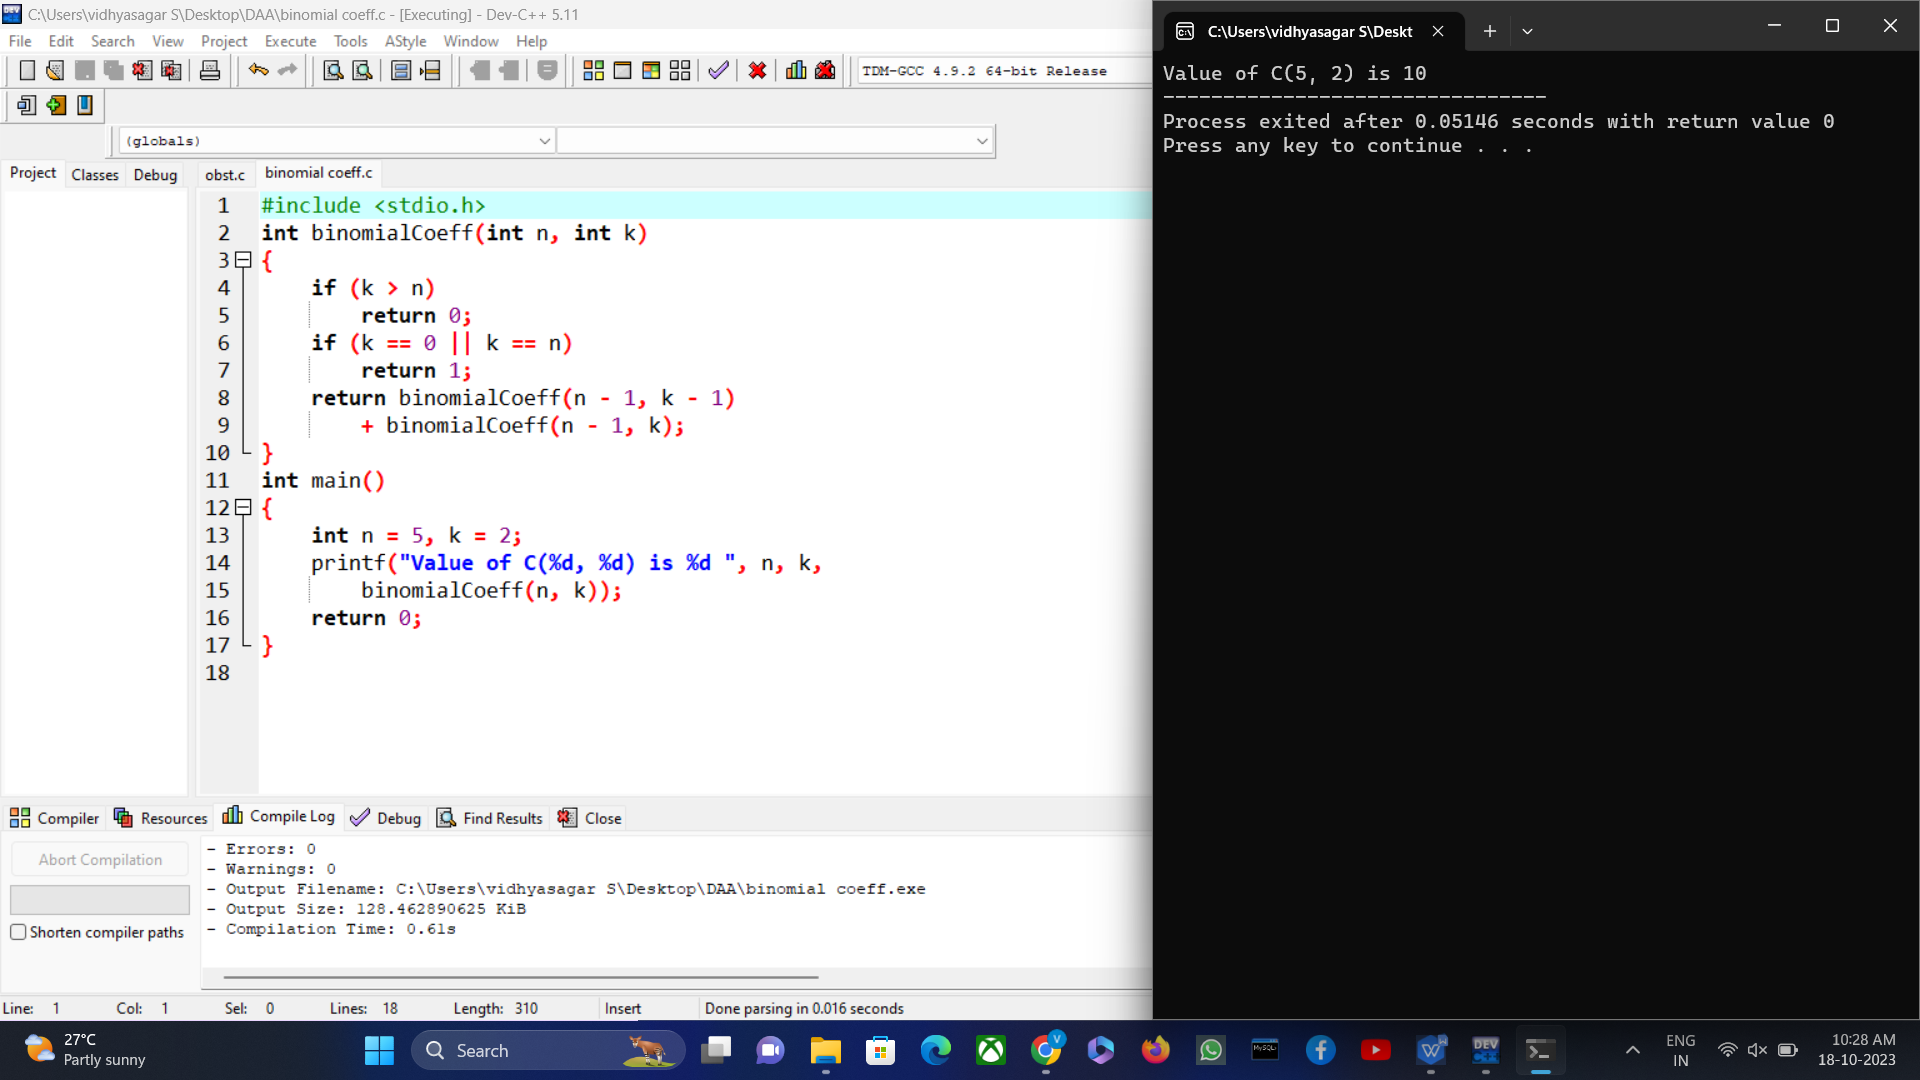 C:\Users\vidhyasagar S\Desktop\DAA\binomial coeff.c - [Executing] - Dev-C++ 5.11
File Edit Search View Project Execute Tools AStyle Window Help
TDM-GCC 4.9.2 64-bit Release
(globals)
Project Classes Debug obst.c binomial coeff.c
1 #include <stdio.h>
2 int binomialCoeff(int n, int k)
3 {
4 if (k > n)
5 return 0;
6 if (k == 0 || k == n)
7 return 1;
8 return binomialCoeff(n - 1, k - 1)
9 + binomialCoeff(n - 1, k);
10 }
11 int main()
12 {
13 int n = 5, k = 2;
14 printf("Value of C(%d, %d) is %d ", n, k,
15 binomialCoeff(n, k));
16 return 0;
17 }
18
Compiler Resources Compile Log Debug Find Results Close
Abort Compilation
Shorten compiler paths
- Errors: 0
- Warnings: 0
- Output Filename: C:\Users\vidhyasagar S\Desktop\DAA\binomial coeff.exe
- Output Size: 128.462890625 KiB
- Compilation Time: 0.61s
Line: 1 Col: 1 Sel: 0 Lines: 18 Length: 310 Insert Done parsing in 0.016 seconds
C:\Users\vidhyasagar S\Deskt
Value of C(5, 2) is 10
--------------------------------
Process exited after 0.05146 seconds with return value 0
Press any key to continue . . .
27°C
Partly sunny
Search
V
MySQL
W
DEV
C++
ENG
IN
10:28 AM
18-10-2023